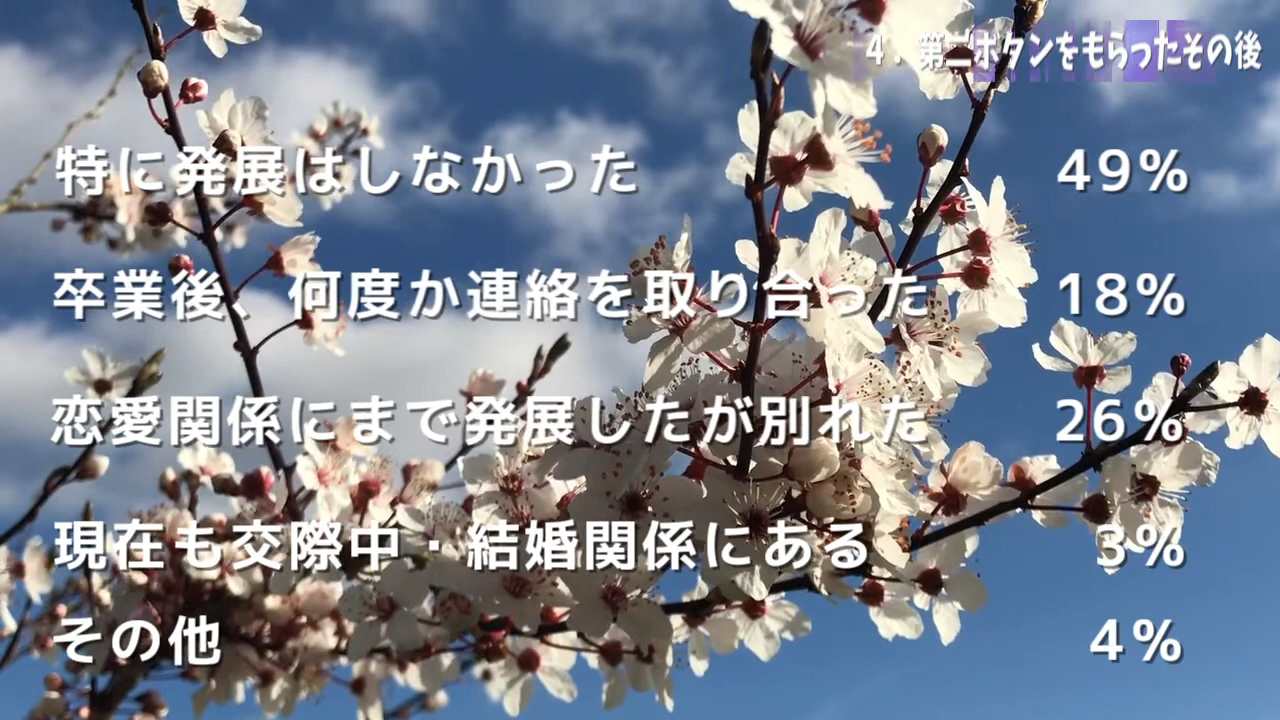 4．第二ボタンをもらったその後
特に発展はしなかった 49%
卒業後、何度か連絡を取り合った 18%
恋愛関係にまで発展したが別れた 26%
現在も交際中・結婚関係にある 3%
その他 4%